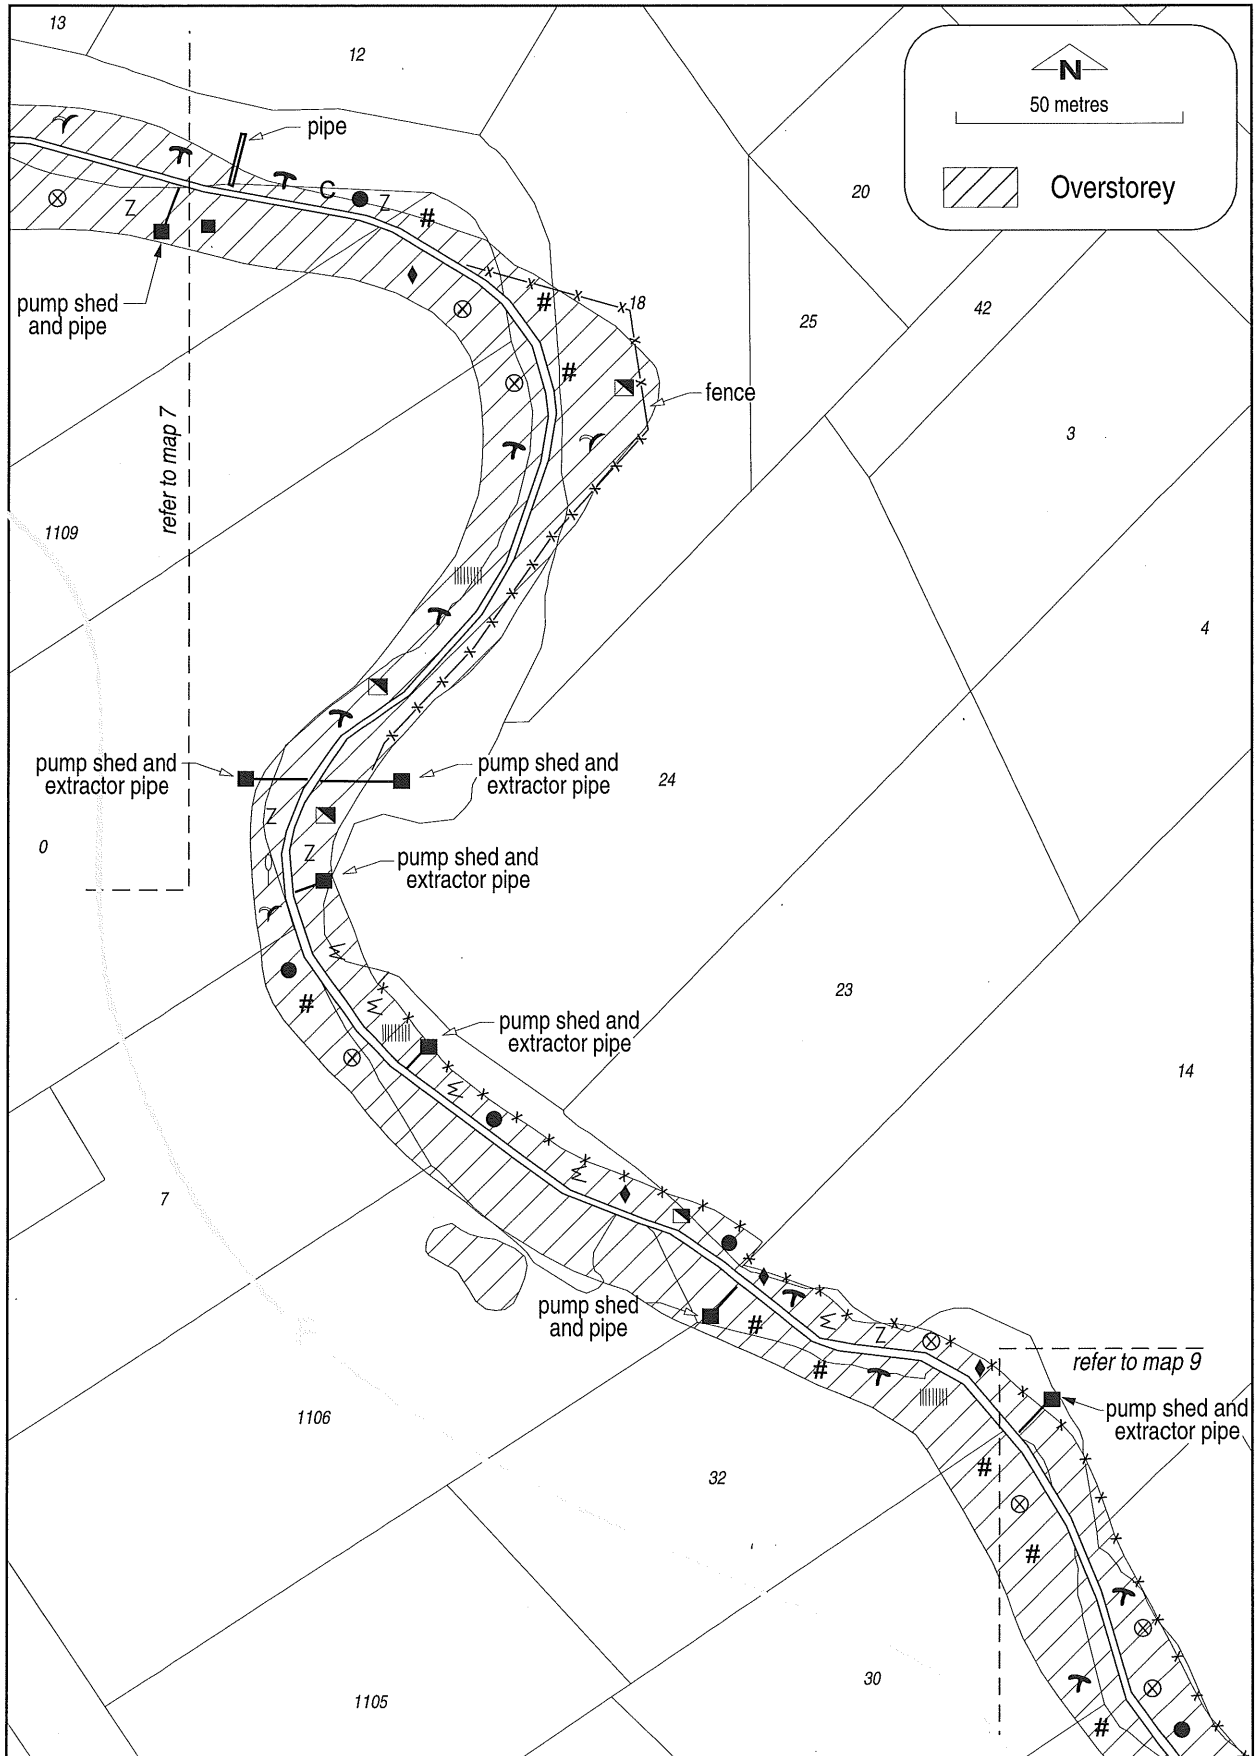 13
12
N
50 metres
Overstorey
pipe
C
Z
#
20
Z
pump shed
and pipe
18
#
25
42
#
fence
3
refer to map 7
1109
4
pump shed and
extractor pipe
pump shed and
extractor pipe
24
Z
0
Z
pump shed and
extractor pipe
#
23
pump shed and
extractor pipe
14
7
pump shed
and pipe
#
Z
#
refer to map 9
pump shed and
extractor pipe
1106
32
#
#
30
1105
#